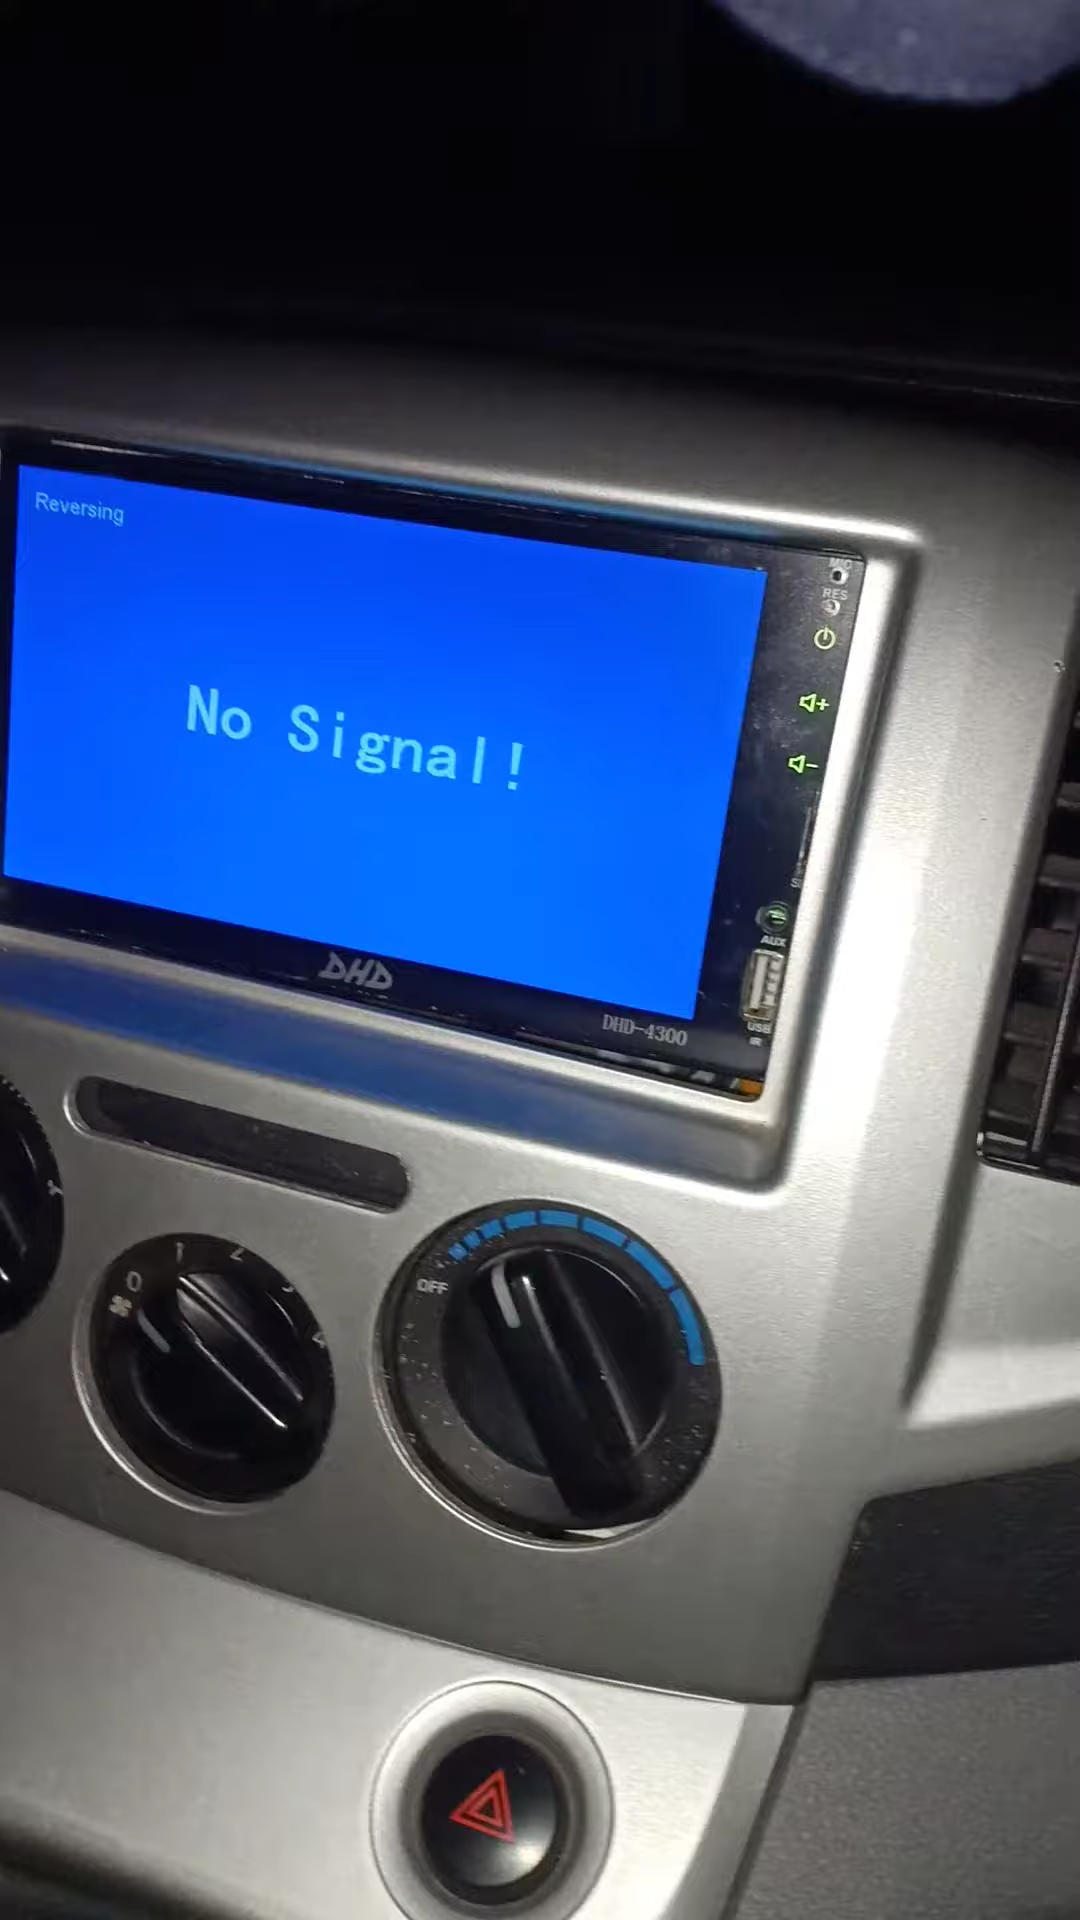 Reversing
No Signal!
MIC
RES
AUX
USB
IR
DHD
DHD-4300
0
1
2
3
4
OFF